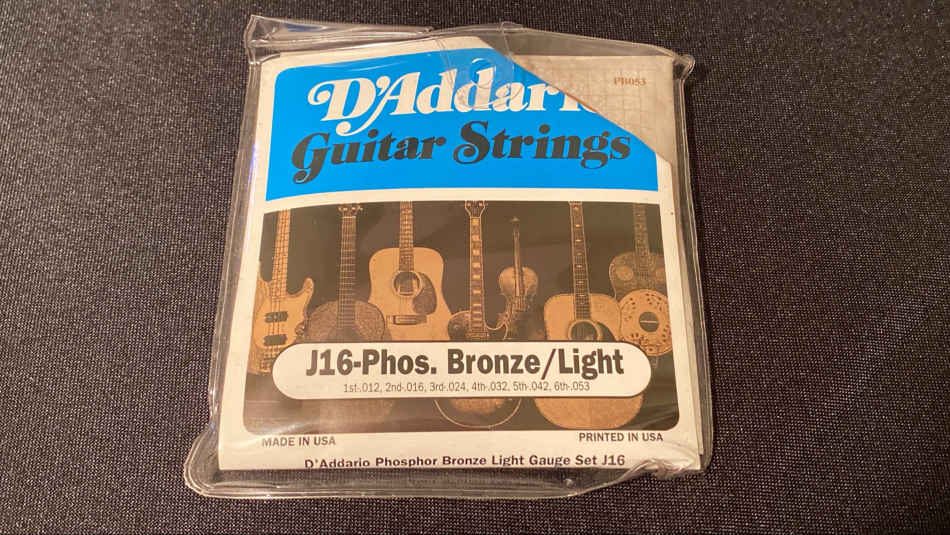 PB053
D'Addario
Guitar Strings
J16-Phos. Bronze/Light
1st-.012, 2nd-.016, 3rd-.024, 4th-.032, 5th-.042, 6th-.053
MADE IN USA
PRINTED IN USA
D'Addario Phosphor Bronze Light Gauge Set J16